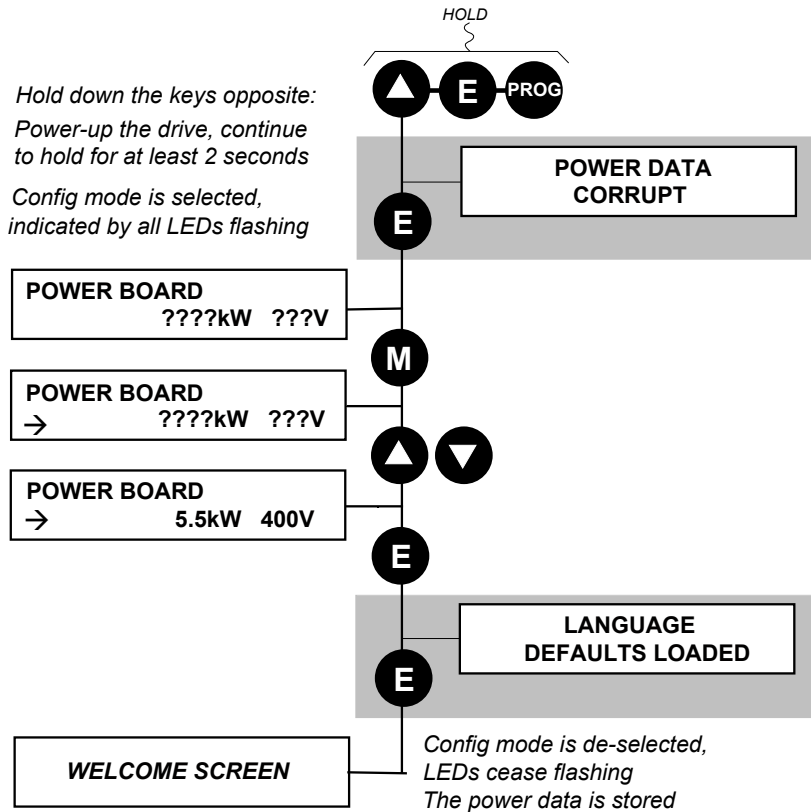 HOLD
E PROG
Hold down the keys opposite:
Power-up the drive, continue
to hold for at least 2 seconds
Config mode is selected,
indicated by all LEDs flashing
POWER DATA
CORRUPT
E
POWER BOARD
????kW ???V
M
POWER BOARD
→ ????kW ???V
POWER BOARD
→ 5.5kW 400V
E
LANGUAGE
DEFAULTS LOADED
E
WELCOME SCREEN
Config mode is de-selected,
LEDs cease flashing
The power data is stored